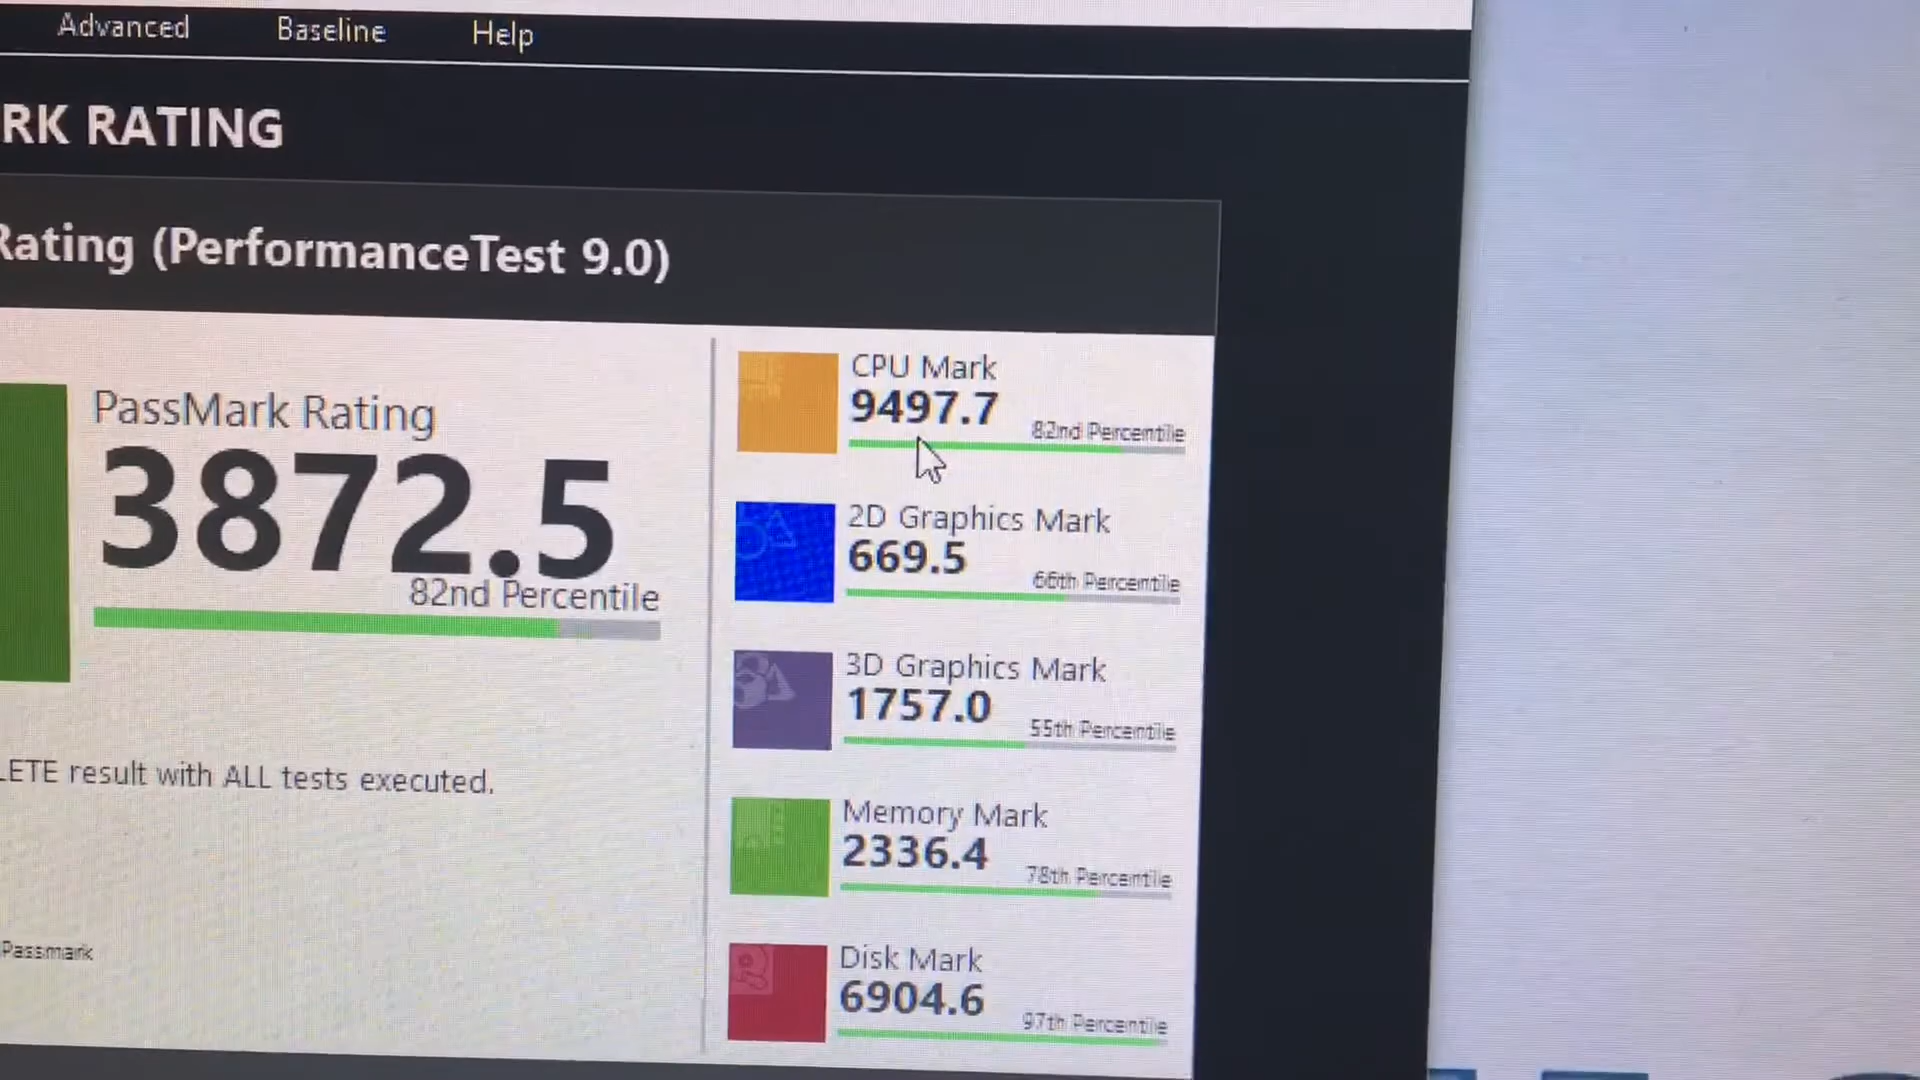 Advanced Baseline Help
RK RATING
Rating (PerformanceTest 9.0)
PassMark Rating
3872.5
82nd Percentile
LETE result with ALL tests executed.
Passmark
CPU Mark
9497.7
82nd Percentile
2D Graphics Mark
669.5
66th Percentile
3D Graphics Mark
1757.0
55th Percentile
Memory Mark
2336.4
78th Percentile
Disk Mark
6904.6
97th Percentile